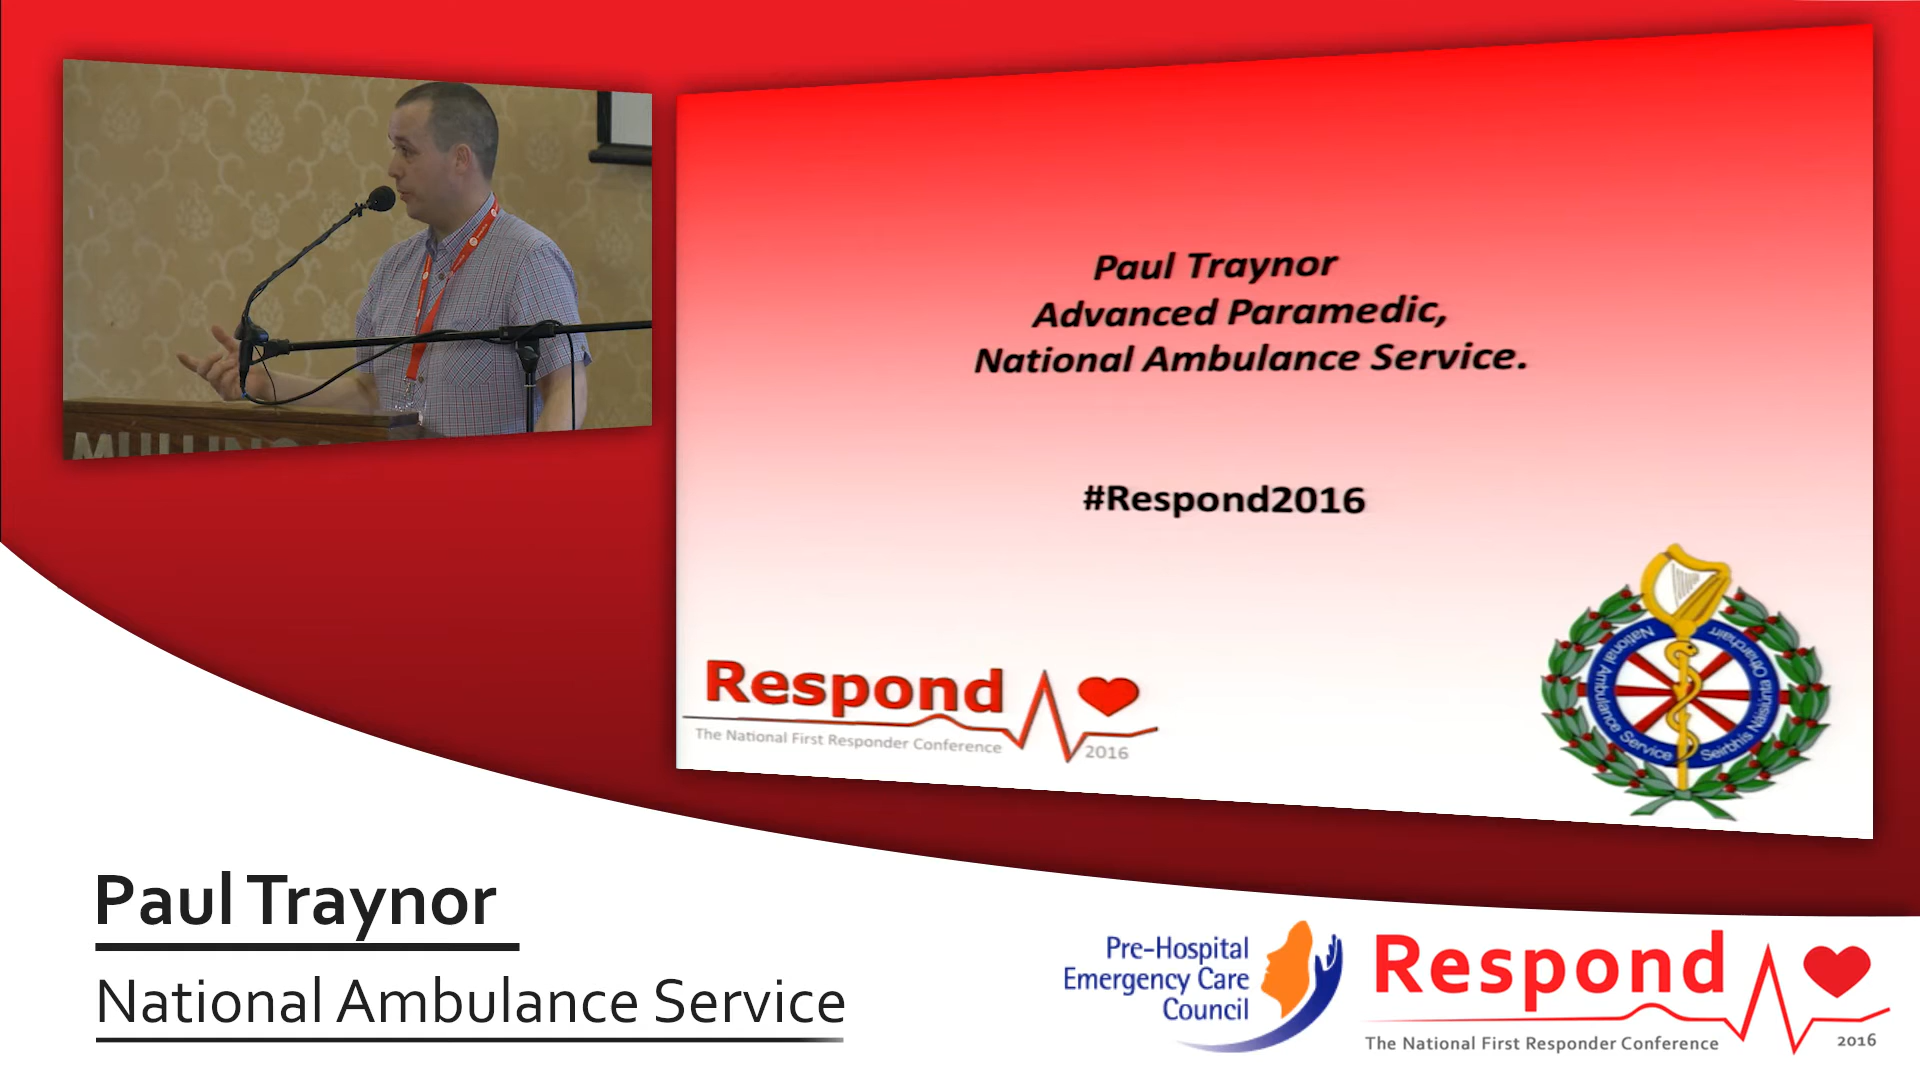 Paul Traynor
Advanced Paramedic,
National Ambulance Service.
#Respond2016
Respond
The National First Responder Conference
2016
National Ambulance Service
Seirbhís Náisiúnta Otharchairr
Paul Traynor
National Ambulance Service
Pre-Hospital
Emergency Care
Council
Respond
The National First Responder Conference
2016